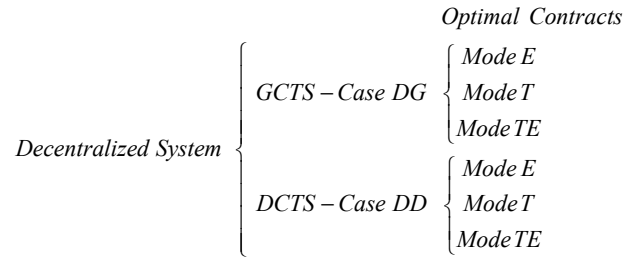 Optimal Contracts
Mode E
GCTS – Case DG
Mode T
Mode TE
Decentralized System
Mode E
DCTS – Case DD
Mode T
Mode TE